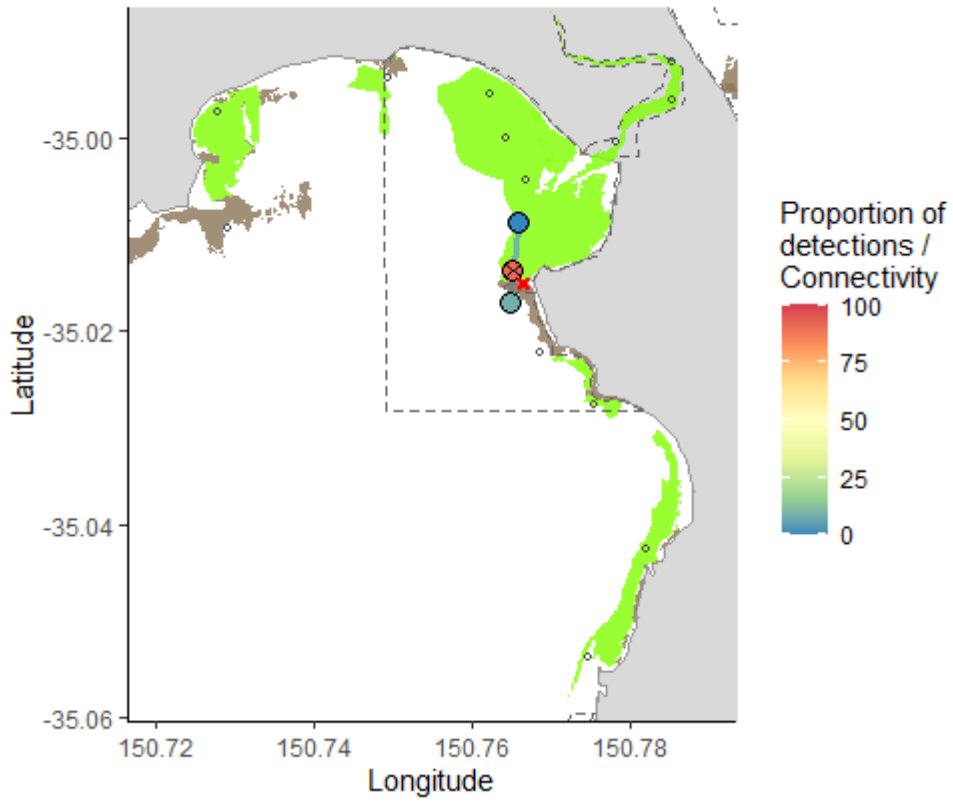 -35.00
-35.02
-35.04
-35.06
Latitude
150.72 150.74 150.76 150.78
Longitude
Proportion of
detections /
Connectivity
100
75
50
25
0